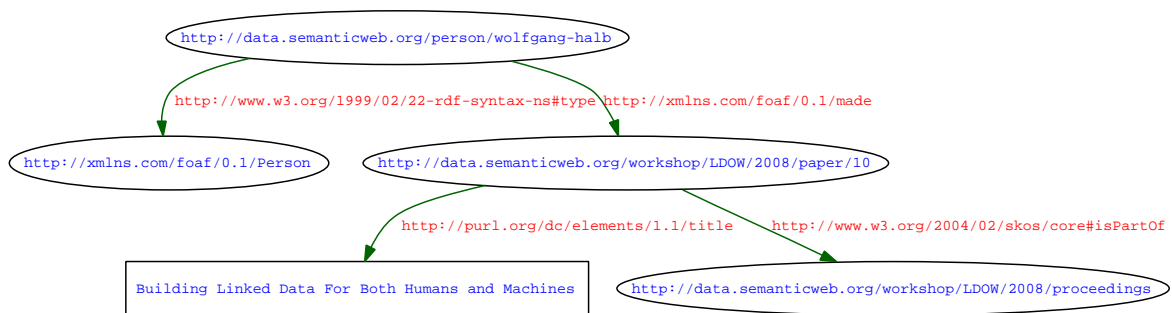 http://data.semanticweb.org/person/wolfgang-halb
http://www.w3.org/1999/02/22-rdf-syntax-ns#type
http://xmlns.com/foaf/0.1/made
http://xmlns.com/foaf/0.1/Person
http://data.semanticweb.org/workshop/LDOW/2008/paper/10
http://purl.org/dc/elements/1.1/title
http://www.w3.org/2004/02/skos/core#isPartOf
Building Linked Data For Both Humans and Machines
http://data.semanticweb.org/workshop/LDOW/2008/proceedings